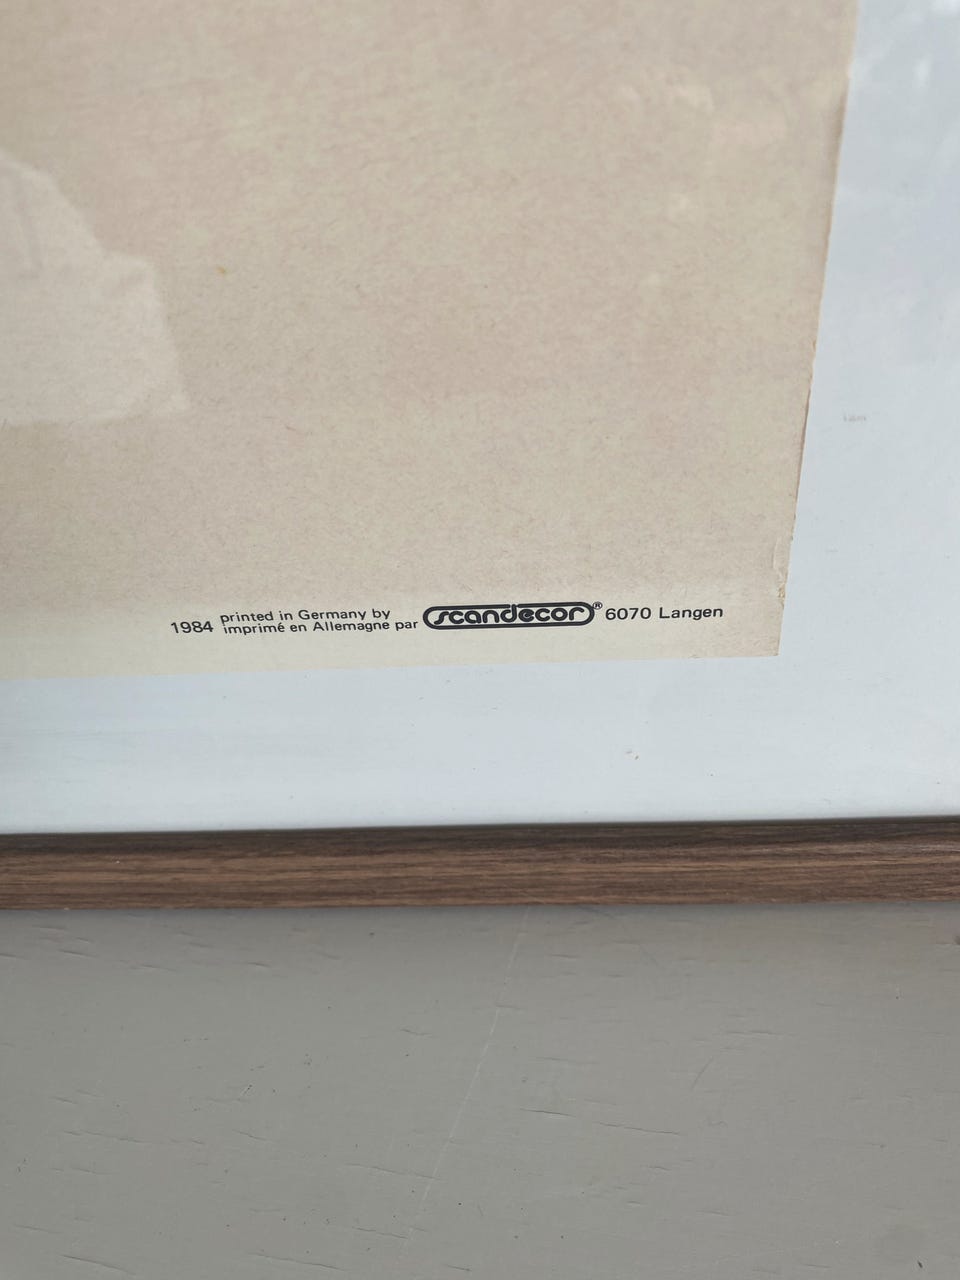 1984 printed in Germany by
imprimé en Allemagne par scandecor® 6070 Langen